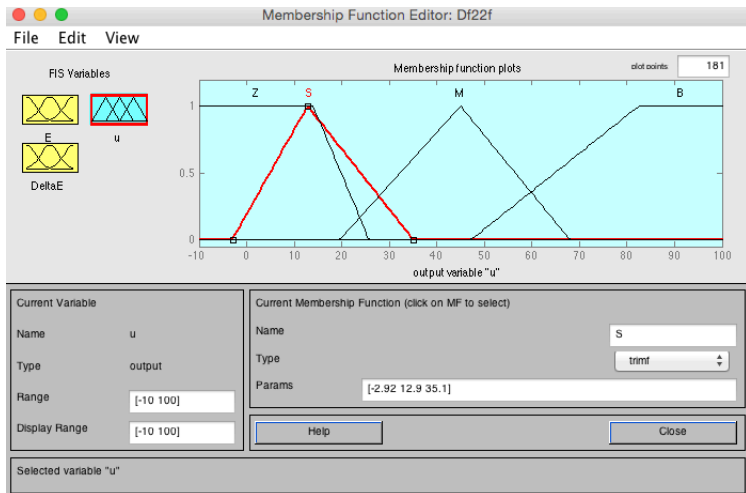 Membership Function Editor: Df22f
File Edit View
FIS Variables
E
u
DeltaE
Membership function plots
plot points
181
Z S M B
1
0.5
0
-10 0 10 20 30 40 50 60 70 80 90 100
output variable "u"
Current Variable
Name u
Type output
Range [-10 100]
Display Range [-10 100]
Current Membership Function (click on MF to select)
Name S
Type trimf
Params [-2.92 12.9 35.1]
Help Close
Selected variable "u"